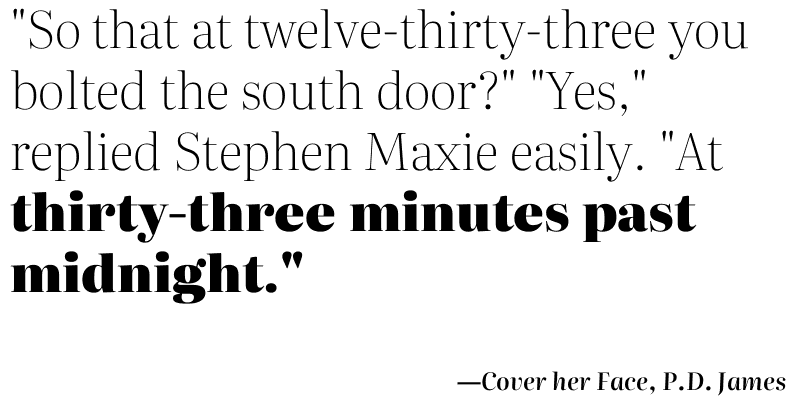 "So that at twelve-thirty-three you
bolted the south door?" "Yes,"
replied Stephen Maxie easily. "At
thirty-three minutes past
midnight."
—Cover her Face, P.D. James